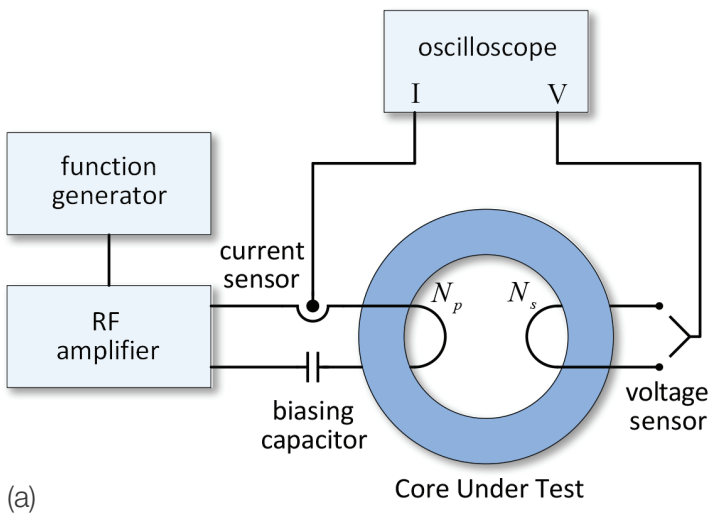 oscilloscope
I V
function
generator
current
sensor
N_p N_s
RF
amplifier
biasing
capacitor
voltage
sensor
Core Under Test
(a)